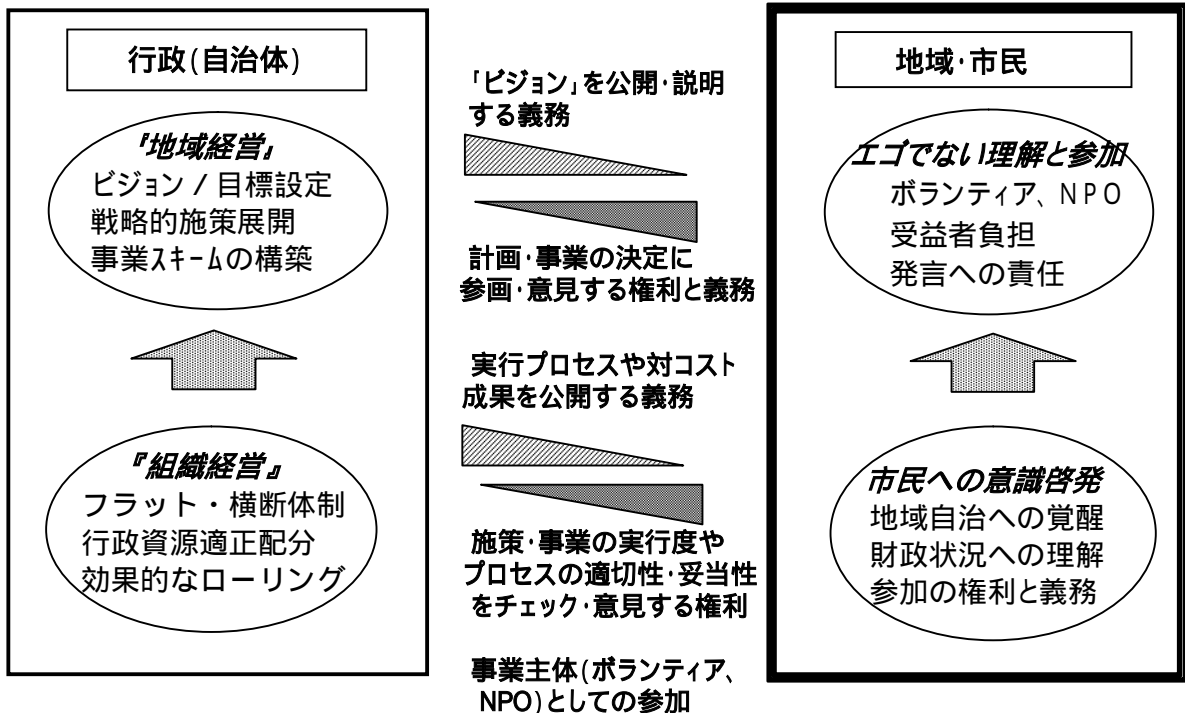 行政(自治体)
『地域経営』
ビジョン / 目標設定
戦略的施策展開
事業スキームの構築
『組織経営』
フラット・横断体制
行政資源適正配分
効果的なローリング
「ビジョン」を公開・説明
する義務
計画・事業の決定に
参画・意見する権利と義務
実行プロセスや対コスト
成果を公開する義務
施策・事業の実行度や
プロセスの適切性・妥当性
をチェック・意見する権利
事業主体(ボランティア、
NPO)としての参加
地域・市民
エゴでない理解と参加
ボランティア、NPO
受益者負担
発言への責任
市民への意識啓発
地域自治への覚醒
財政状況への理解
参加の権利と義務